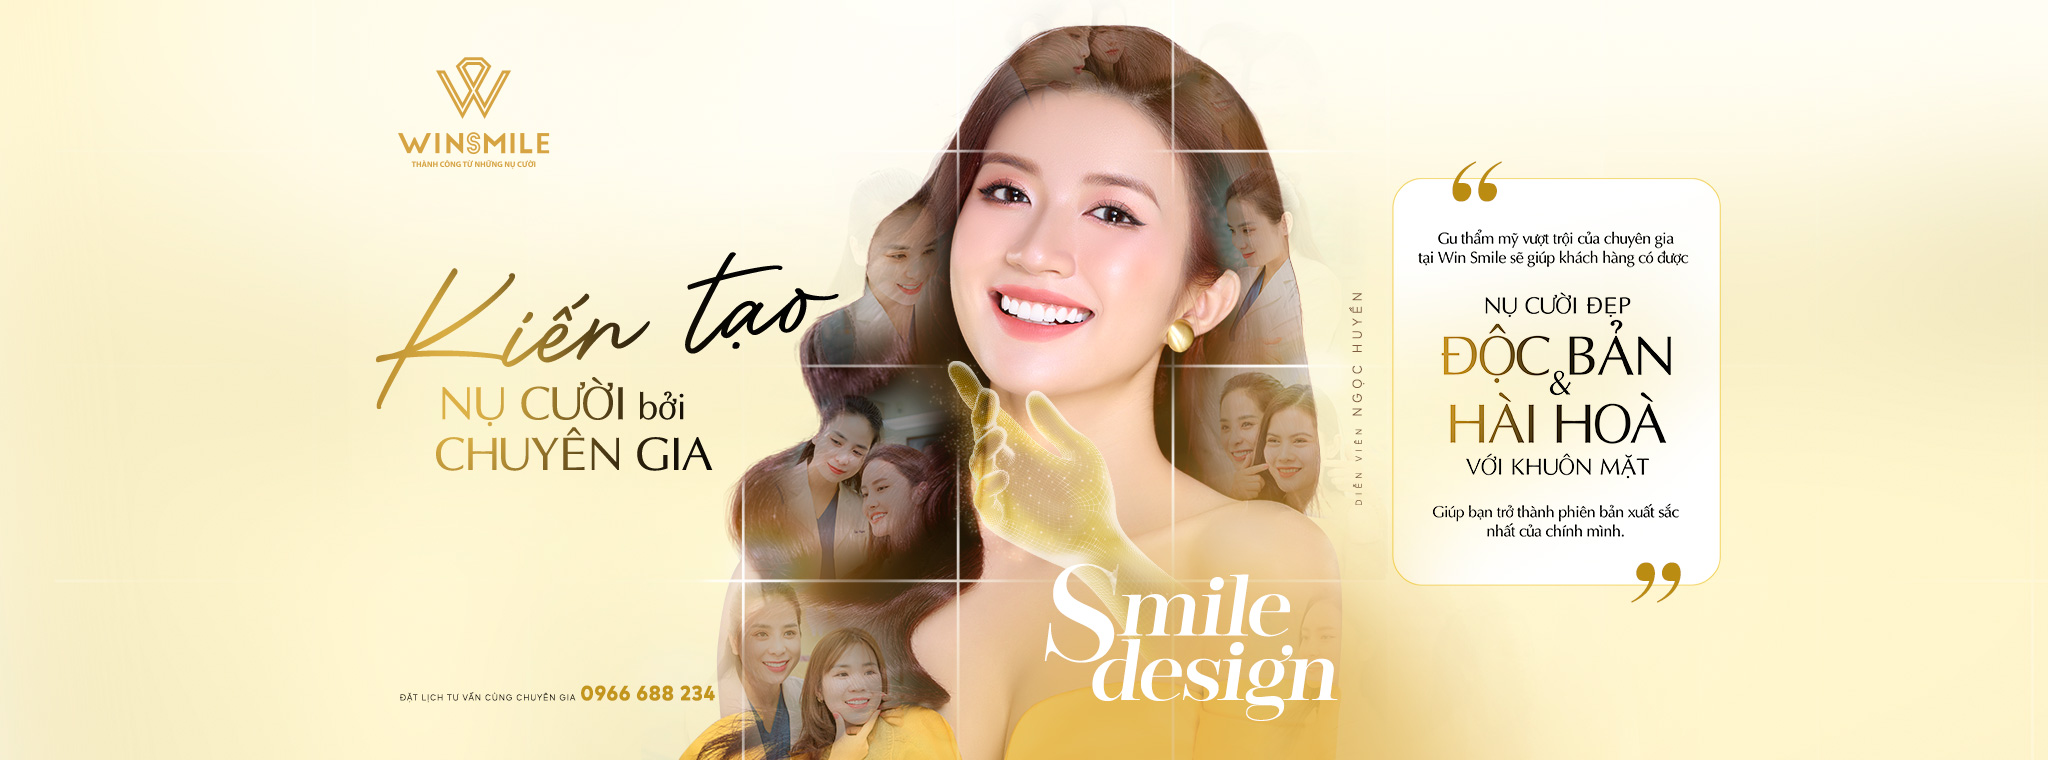 WINSMILE
THÀNH CÔNG TỪ NHỮNG NỤ CƯỜI
Kiến tạo
NỤ CƯỜI bởi
CHUYÊN GIA
ĐẶT LỊCH TƯ VẤN CÙNG CHUYÊN GIA 0966 688 234
Smile
design
DIỄN VIÊN NGỌC HUYỀN
“
Gu thẩm mỹ vượt trội của chuyên gia
tại Win Smile sẽ giúp khách hàng có được
NỤ CƯỜI ĐẸP
ĐỘC BẢN
&
HÀI HOÀ
VỚI KHUÔN MẶT
Giúp bạn trở thành phiên bản xuất sắc
nhất của chính mình.
”